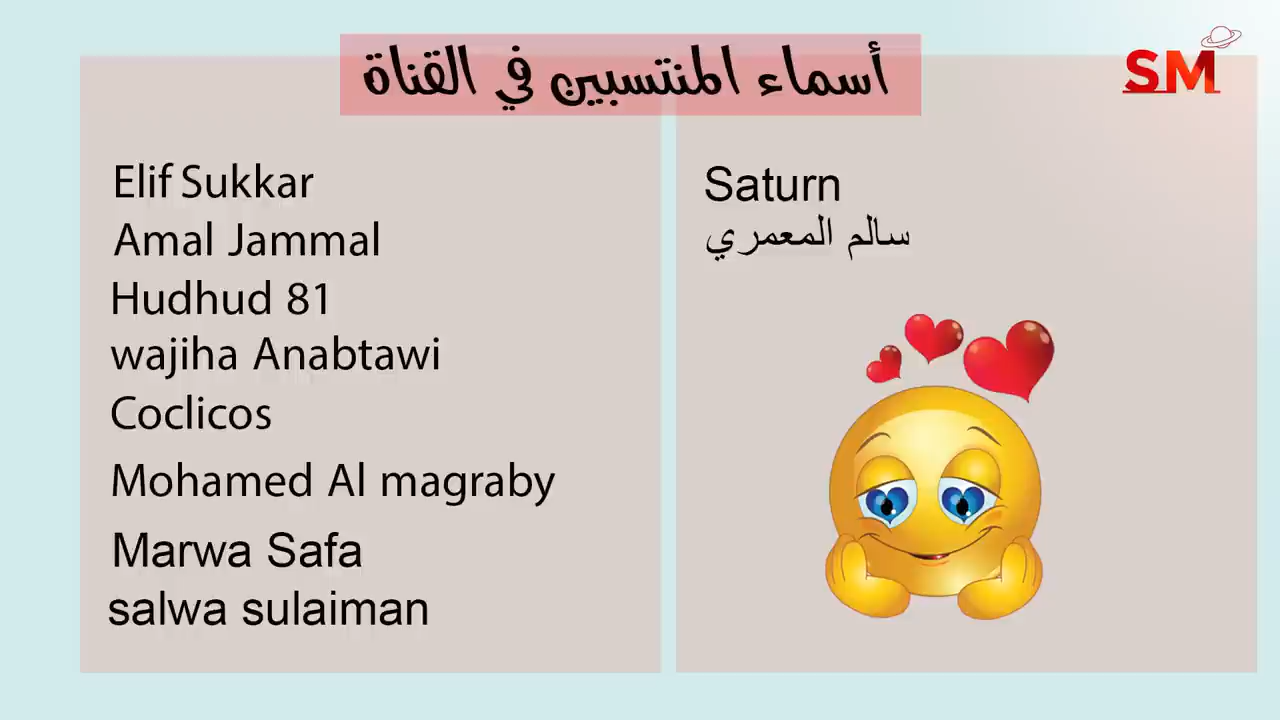 أسماء المنتسبين في القناة
SM
Elif Sukkar
Amal Jammal
Hudhud 81
wajiha Anabtawi
Coclicos
Mohamed Al magraby
Marwa Safa
salwa sulaiman
Saturn
سالم المعمري